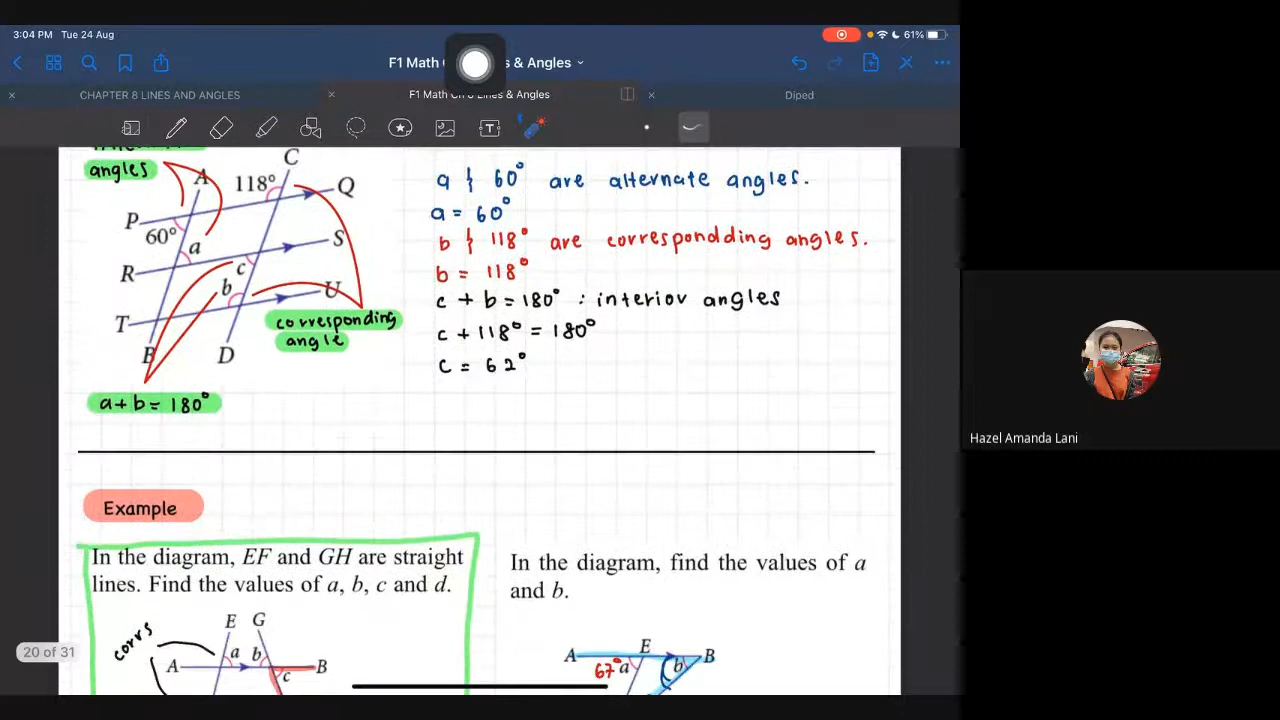 3:04 PM Tue 24 Aug
61%
F1 Math & Angles
CHAPTER 8 LINES AND ANGLES
F1 Math Ch 8 Lines & Angles
Diped
T
angles
A
C
118°
Q
P
60°
a
S
R
c
b
U
T
B
D
corresponding
angle
a+b = 180°
a & 60° are alternate angles.
a = 60°
b & 118° are correspondding angles.
b = 118°
c + b = 180° : interior angles
c + 118° = 180°
c = 62°
Example
In the diagram, EF and GH are straight
lines. Find the values of a, b, c and d.
corrs
E G
a b
A
B
c
In the diagram, find the values of a
and b.
A
E
B
67° a
b
20 of 31
Hazel Amanda Lani